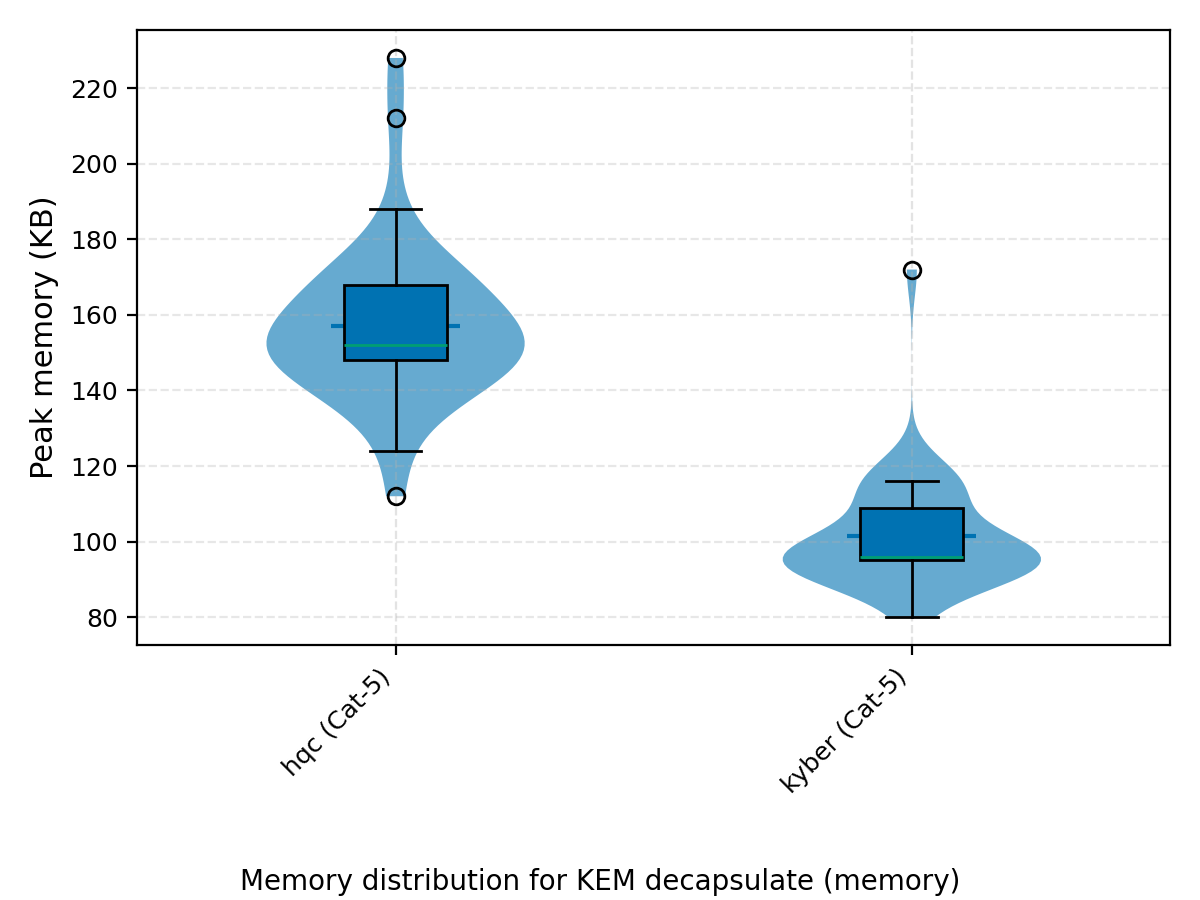 Peak memory (KB)
220
200
180
160
140
120
100
80
hqc (Cat-5)
kyber (Cat-5)
Memory distribution for KEM decapsulate (memory)